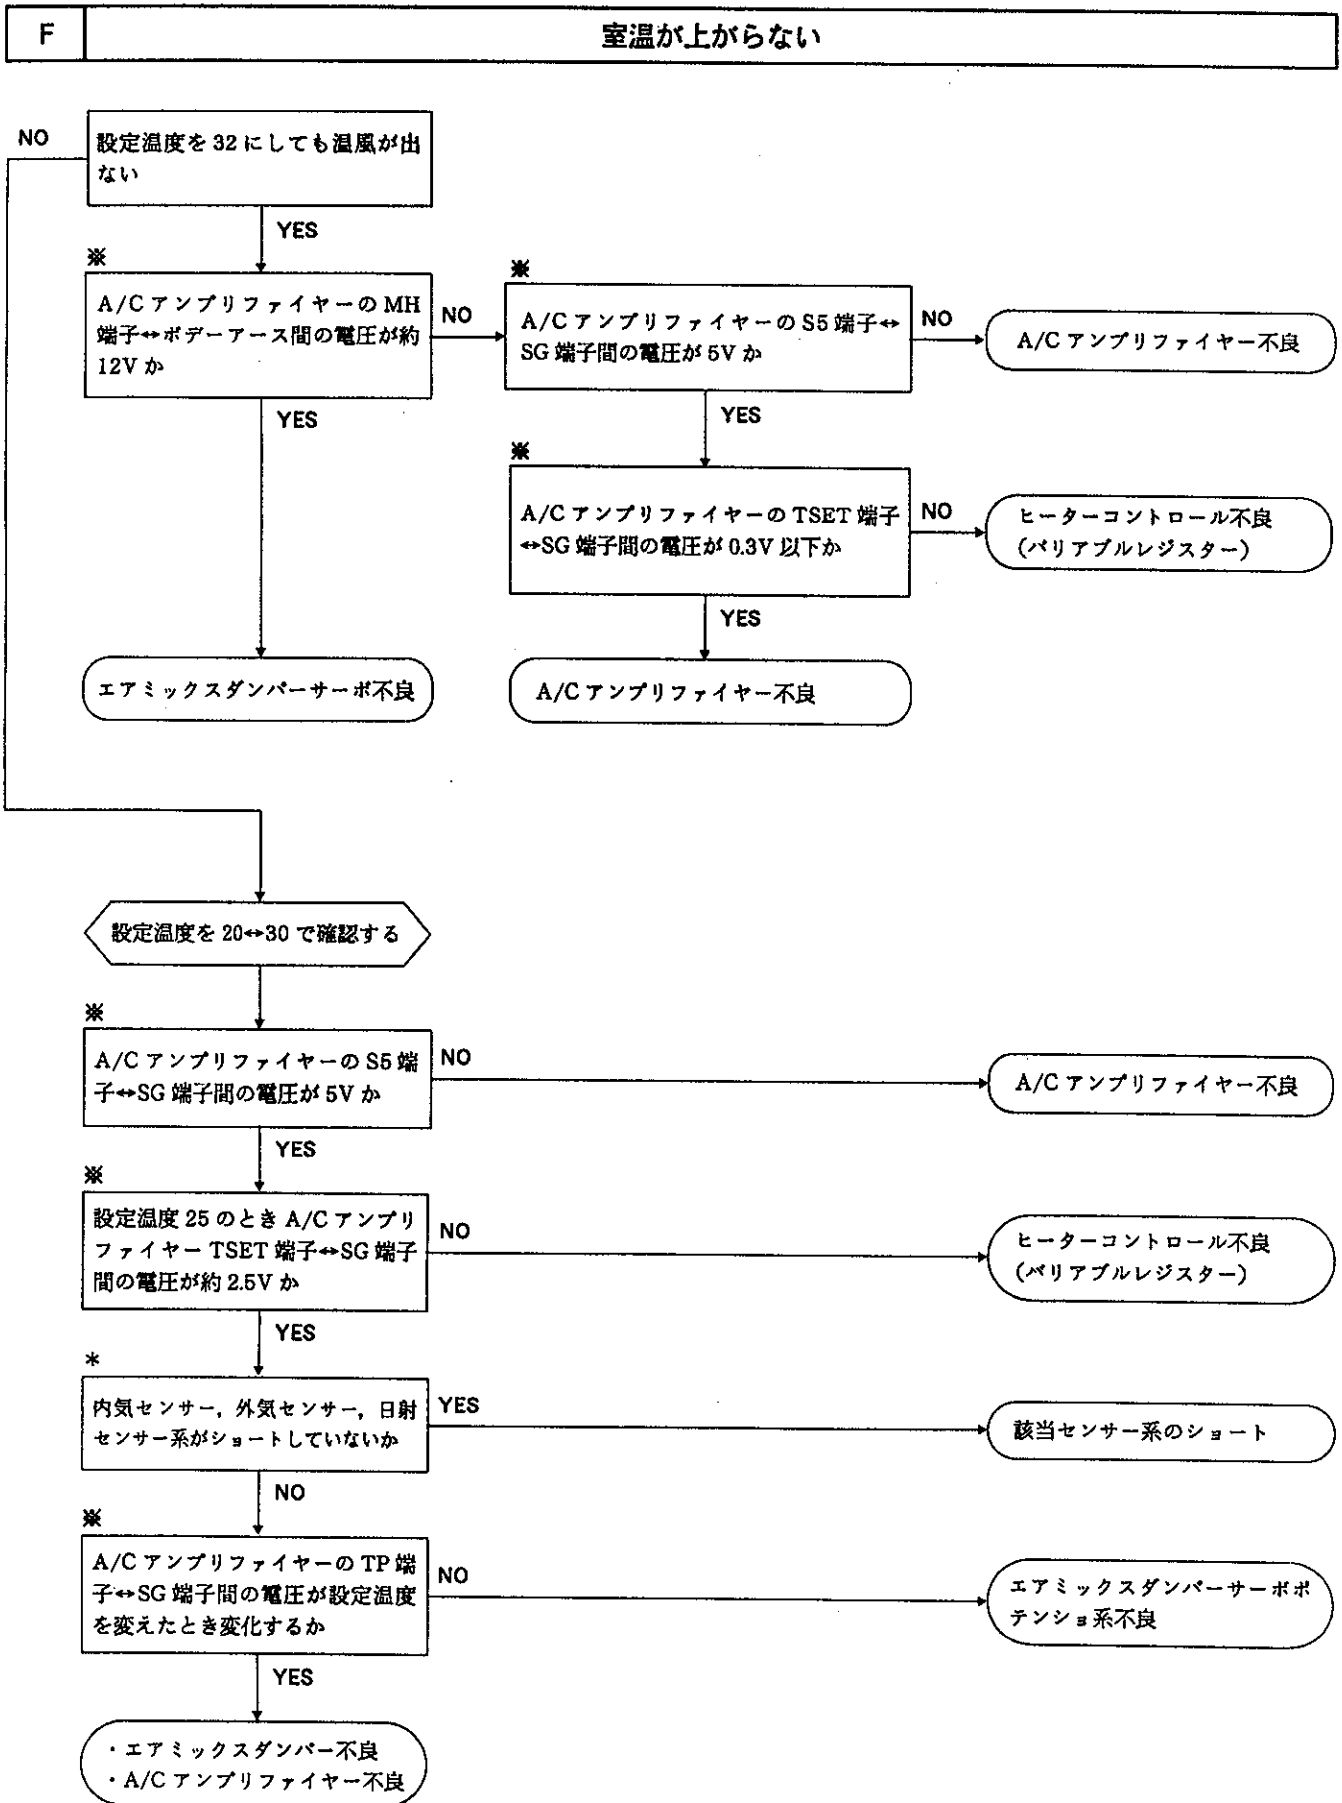 F
室温が上がらない
NO
設定温度を 32 にしても温風が出
ない
YES
※
A/C アンプリファイヤーの MH
端子↔ボデーアース間の電圧が約
12V か
NO
※
A/C アンプリファイヤーの S5 端子↔
SG 端子間の電圧が 5V か
NO
A/C アンプリファイヤー不良
YES
YES
※
A/C アンプリファイヤーの TSET 端子
↔SG 端子間の電圧が 0.3V 以下か
NO
ヒーターコントロール不良
(バリアブルレジスター)
YES
エアミックスダンパーサーボ不良
A/C アンプリファイヤー不良
設定温度を 20↔30 で確認する
※
A/C アンプリファイヤーの S5 端
子↔SG 端子間の電圧が 5V か
NO
A/C アンプリファイヤー不良
YES
※
設定温度 25 のとき A/C アンプリ
ファイヤー TSET 端子↔SG 端子
間の電圧が約 2.5V か
NO
ヒーターコントロール不良
(バリアブルレジスター)
YES
*
内気センサー，外気センサー，日射
センサー系がショートしていないか
YES
該当センサー系のショート
NO
※
A/C アンプリファイヤーの TP 端
子↔SG 端子間の電圧が設定温度
を変えたとき変化するか
NO
エアミックスダンパーサーボポ
テンショ系不良
YES
・エアミックスダンパー不良
・A/C アンプリファイヤー不良